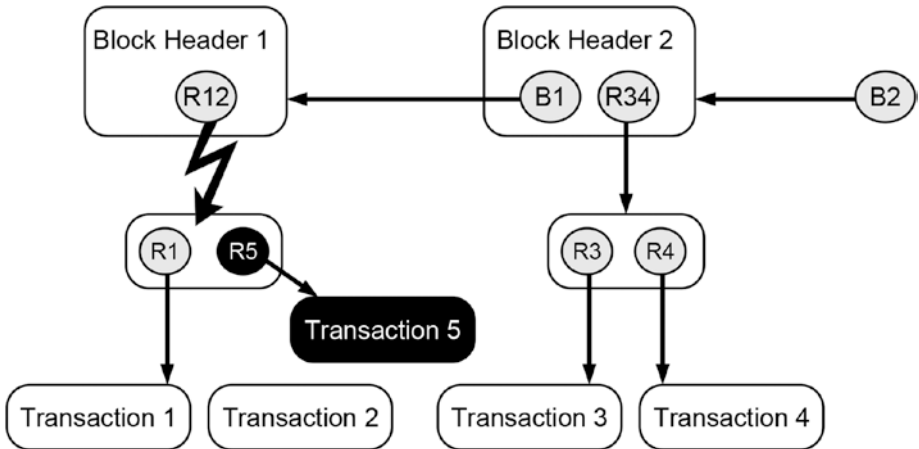 Block Header 1
Block Header 2
R12
B1
R34
B2
R1
R5
R3
R4
Transaction 5
Transaction 1
Transaction 2
Transaction 3
Transaction 4